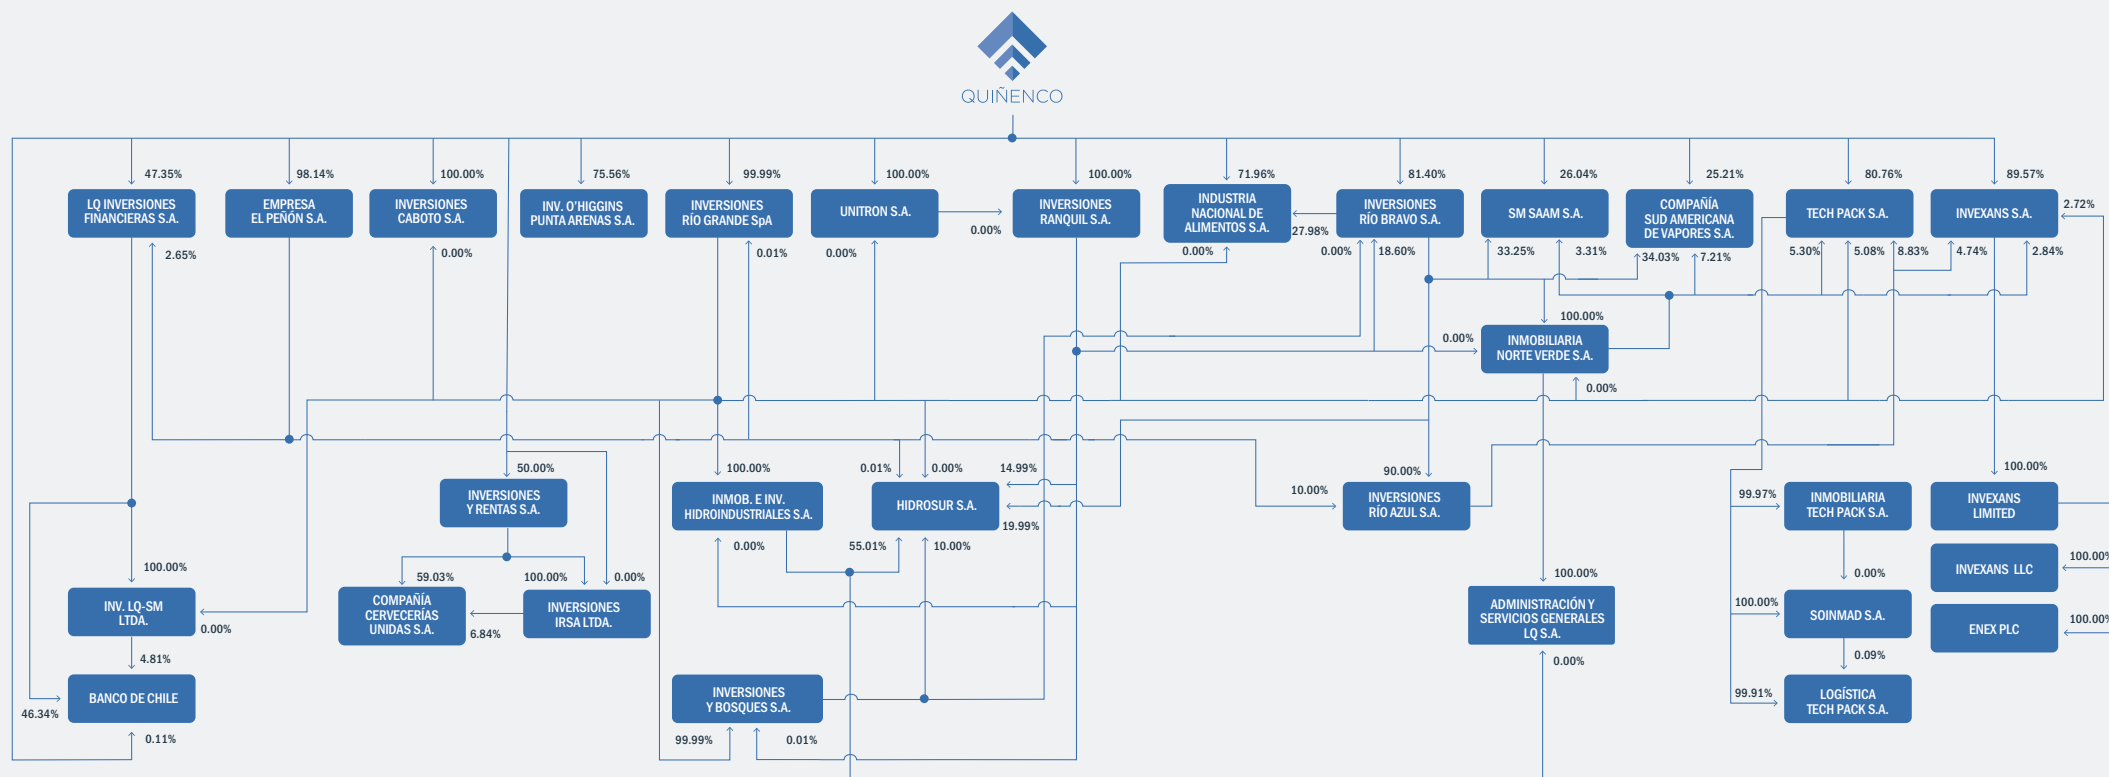 QUIÑENCO
47.35%
98.14%
100.00%
75.56%
99.99%
100.00%
100.00%
71.96%
81.40%
26.04%
25.21%
80.76%
89.57%
LQ INVERSIONES
FINANCIERAS S.A.
EMPRESA
EL PEÑÓN S.A.
INVERSIONES
CABOTO S.A.
INV. O'HIGGINS
PUNTA ARENAS S.A.
INVERSIONES
RÍO GRANDE SpA
UNITRON S.A.
INVERSIONES
RANQUIL S.A.
INDUSTRIA
NACIONAL DE
ALIMENTOS S.A.
INVERSIONES
RÍO BRAVO S.A.
SM SAAM S.A.
COMPAÑÍA
SUD AMERICANA
DE VAPORES S.A.
TECH PACK S.A.
INVEXANS S.A.
2.72%
0.00%
27.98%
2.65%
0.00%
0.01%
0.00%
0.00%
0.00%
18.60%
33.25%
3.31%
34.03%
7.21%
5.30%
5.08%
8.83%
4.74%
2.84%
100.00%
0.00%
INMOBILIARIA
NORTE VERDE S.A.
0.00%
50.00%
100.00%
0.01%
0.00%
14.99%
90.00%
100.00%
INVERSIONES
Y RENTAS S.A.
INMOB. E INV.
HIDROINDUSTRIALES S.A.
HIDROSUR S.A.
10.00%
INVERSIONES
RÍO AZUL S.A.
99.97%
INMOBILIARIA
TECH PACK S.A.
INVEXANS
LIMITED
19.99%
0.00%
55.01%
10.00%
100.00%
59.03%
100.00%
0.00%
100.00%
0.00%
INVEXANS LLC
100.00%
INV. LQ-SM
LTDA.
0.00%
COMPAÑÍA
CERVECERÍAS
UNIDAS S.A.
6.84%
INVERSIONES
IRSA LTDA.
ADMINISTRACIÓN Y
SERVICIOS GENERALES
LQ S.A.
100.00%
SOINMAD S.A.
ENEX PLC
100.00%
4.81%
0.00%
0.09%
BANCO DE CHILE
46.34%
0.11%
INVERSIONES
Y BOSQUES S.A.
99.99%
0.01%
99.91%
LOGÍSTICA
TECH PACK S.A.